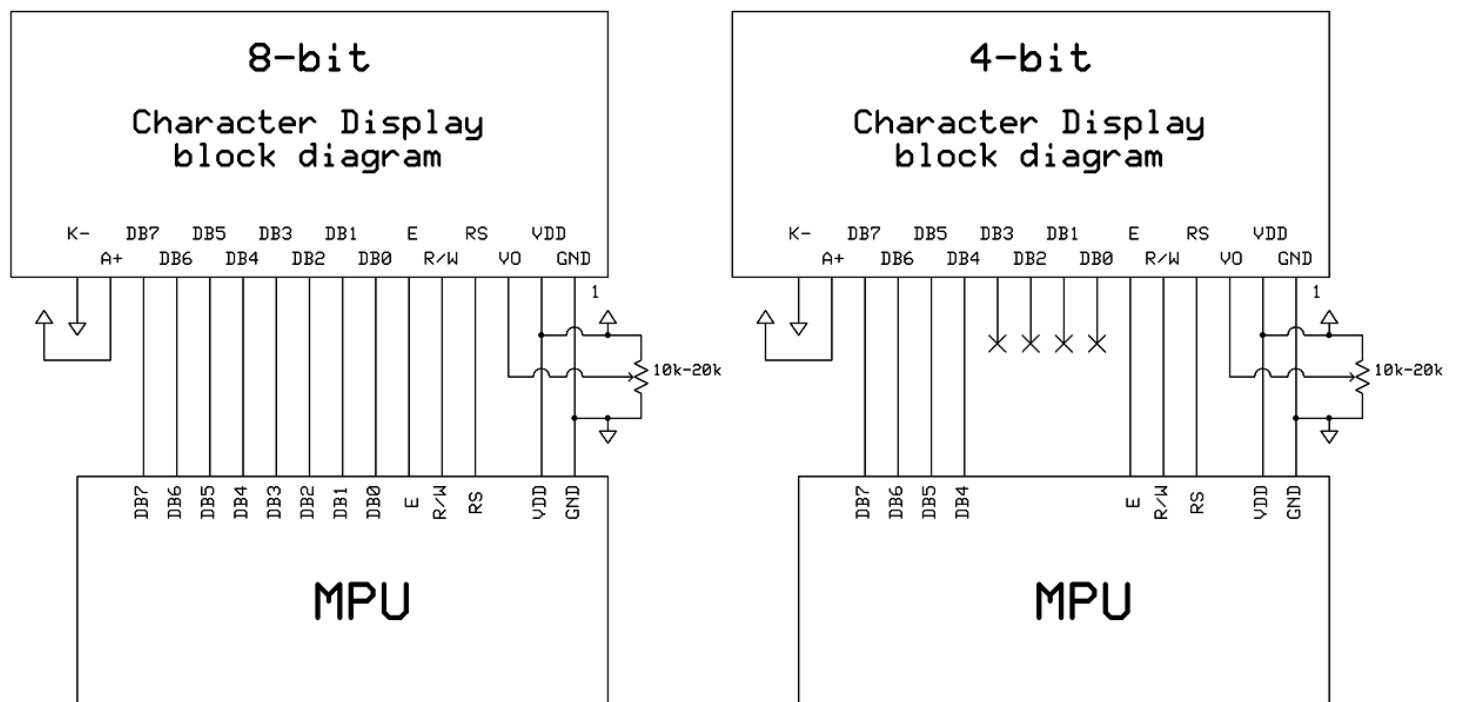 8-bit
Character Display
block diagram
K- DB7 DB5 DB3 DB1 E RS VDD
A+ DB6 DB4 DB2 DB0 R/W VO GND
1
10k-20k
DB7 DB6 DB5 DB4 DB3 DB2 DB1 DB0 E R/W RS VDD GND
MPU
4-bit
Character Display
block diagram
K- DB7 DB5 DB3 DB1 E RS VDD
A+ DB6 DB4 DB2 DB0 R/W VO GND
1
10k-20k
DB7 DB6 DB5 DB4 E R/W RS VDD GND
MPU